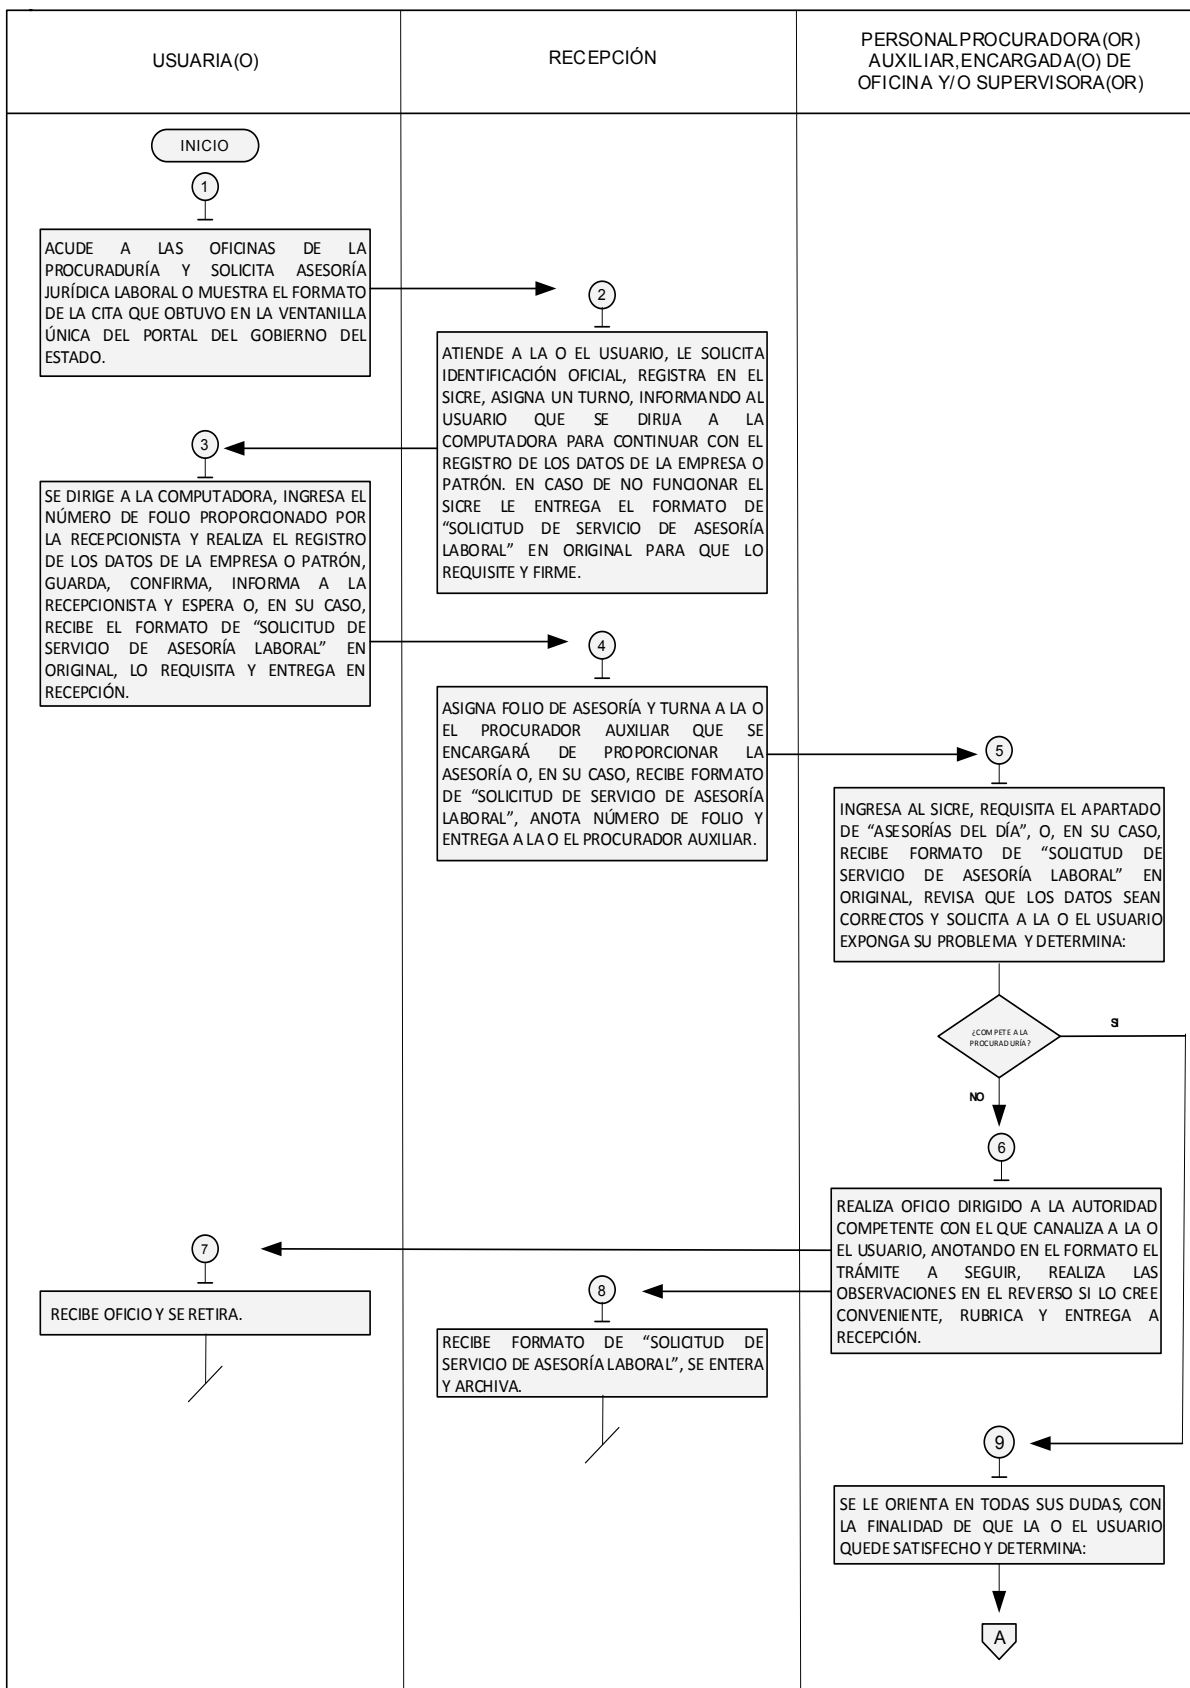 USUARIA(O)
RECEPCIÓN
PERSONAL PROCURADORA(OR)
AUXILIAR, ENCARGADA(O) DE
OFICINA Y/O SUPERVISORA(OR)
INICIO
1
ACUDE A LAS OFICINAS DE LA
PROCURADURÍA Y SOLICITA ASESORÍA
JURÍDICA LABORAL O MUESTRA EL FORMATO
DE LA CITA QUE OBTUVO EN LA VENTANILLA
ÚNICA DEL PORTAL DEL GOBIERNO DEL
ESTADO.
2
ATIENDE A LA O EL USUARIO, LE SOLICITA
IDENTIFICACIÓN OFICIAL, REGISTRA EN EL
SICRE, ASIGNA UN TURNO, INFORMANDO AL
USUARIO QUE SE DIRIJA A LA
COMPUTADORA PARA CONTINUAR CON EL
REGISTRO DE LOS DATOS DE LA EMPRESA O
PATRÓN. EN CASO DE NO FUNCIONAR EL
SICRE LE ENTREGA EL FORMATO DE
“SOLICITUD DE SERVICIO DE ASESORÍA
LABORAL” EN ORIGINAL PARA QUE LO
REQUISITE Y FIRME.
3
SE DIRIGE A LA COMPUTADORA, INGRESA EL
NÚMERO DE FOLIO PROPORCIONADO POR
LA RECEPCIONISTA Y REALIZA EL REGISTRO
DE LOS DATOS DE LA EMPRESA O PATRÓN,
GUARDA, CONFIRMA, INFORMA A LA
RECEPCIONISTA Y ESPERA O, EN SU CASO,
RECIBE EL FORMATO DE “SOLICITUD DE
SERVICIO DE ASESORÍA LABORAL” EN
ORIGINAL, LO REQUISITA Y ENTREGA EN
RECEPCIÓN.
4
ASIGNA FOLIO DE ASESORÍA Y TURNA A LA O
EL PROCURADOR AUXILIAR QUE SE
ENCARGARÁ DE PROPORCIONAR LA
ASESORÍA O, EN SU CASO, RECIBE FORMATO
DE “SOLICITUD DE SERVICIO DE ASESORÍA
LABORAL”, ANOTA NÚMERO DE FOLIO Y
ENTREGA A LA O EL PROCURADOR AUXILIAR.
5
INGRESA AL SICRE, REQUISITA EL APARTADO
DE “ASESORÍAS DEL DÍA”, O, EN SU CASO,
RECIBE FORMATO DE “SOLICITUD DE
SERVICIO DE ASESORÍA LABORAL” EN
ORIGINAL, REVISA QUE LOS DATOS SEAN
CORRECTOS Y SOLICITA A LA O EL USUARIO
EXPONGA SU PROBLEMA Y DETERMINA:
¿COMPETE A LA
PROCURADURÍA?
SI
NO
6
REALIZA OFICIO DIRIGIDO A LA AUTORIDAD
COMPETENTE CON EL QUE CANALIZA A LA O
EL USUARIO, ANOTANDO EN EL FORMATO EL
TRÁMITE A SEGUIR, REALIZA LAS
OBSERVACIONES EN EL REVERSO SI LO CREE
CONVENIENTE, RUBRICA Y ENTREGA A
RECEPCIÓN.
7
RECIBE OFICIO Y SE RETIRA.
8
RECIBE FORMATO DE “SOLICITUD DE
SERVICIO DE ASESORÍA LABORAL”, SE ENTERA
Y ARCHIVA.
9
SE LE ORIENTA EN TODAS SUS DUDAS, CON
LA FINALIDAD DE QUE LA O EL USUARIO
QUEDE SATISFECHO Y DETERMINA:
A